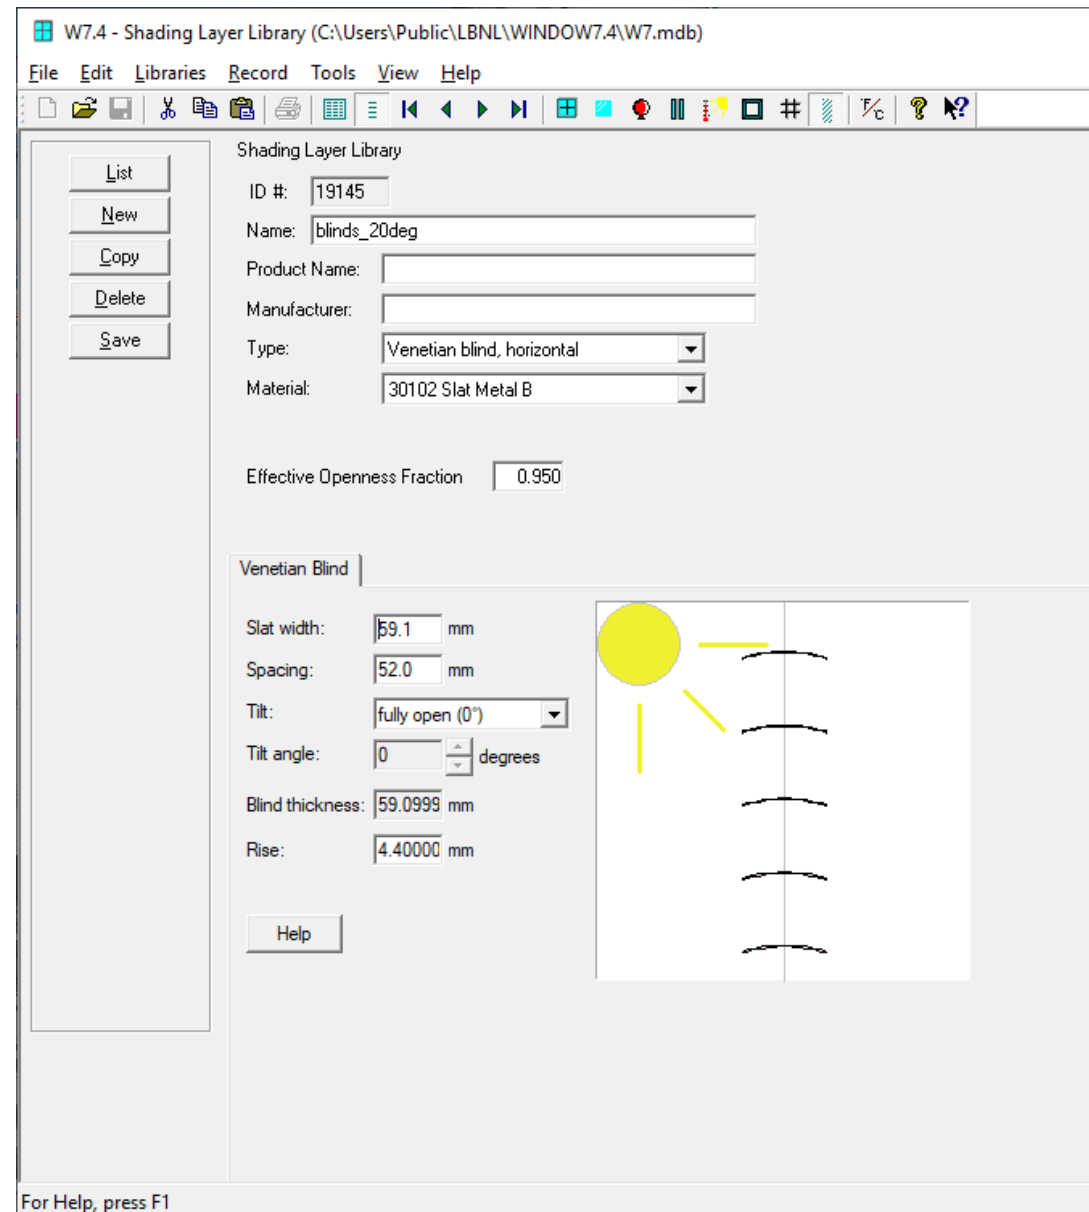 W7.4 - Shading Layer Library (C:\Users\Public\LBNL\WINDOW7.4\W7.mdb)
File Edit Libraries Record Tools View Help
°F/C ? ?
List
New
Copy
Delete
Save
Shading Layer Library
ID #: 19145
Name: blinds_20deg
Product Name:
Manufacturer:
Type: Venetian blind, horizontal
Material: 30102 Slat Metal B
Effective Openness Fraction 0.950
Venetian Blind
Slat width: 59.1 mm
Spacing: 52.0 mm
Tilt: fully open (0°)
Tilt angle: 0 degrees
Blind thickness: 59.0999 mm
Rise: 4.40000 mm
Help
For Help, press F1